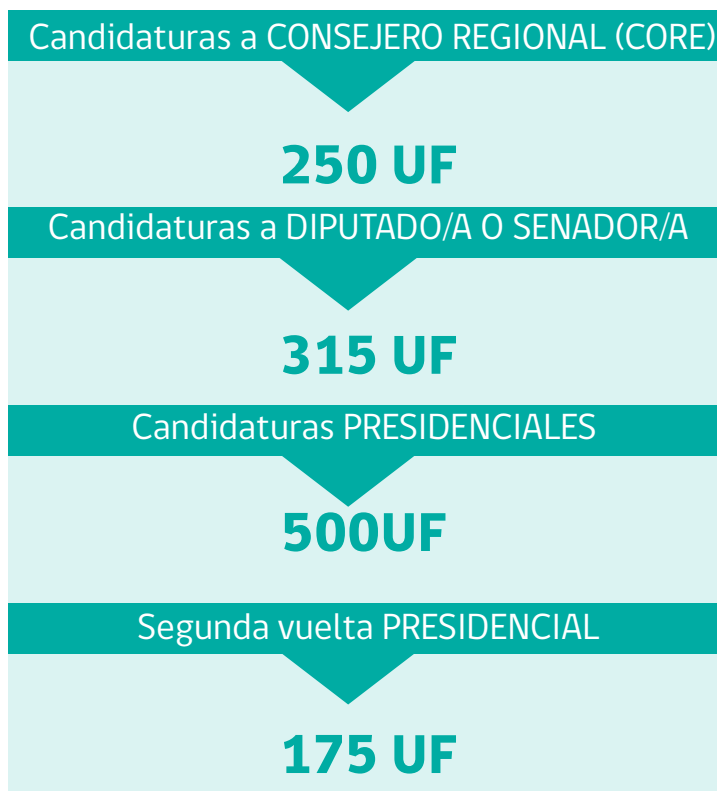 Candidaturas a CONSEJERO REGIONAL (CORE)
250 UF
Candidaturas a DIPUTADO/A O SENADOR/A
315 UF
Candidaturas PRESIDENCIALES
500UF
Segunda vuelta PRESIDENCIAL
175 UF